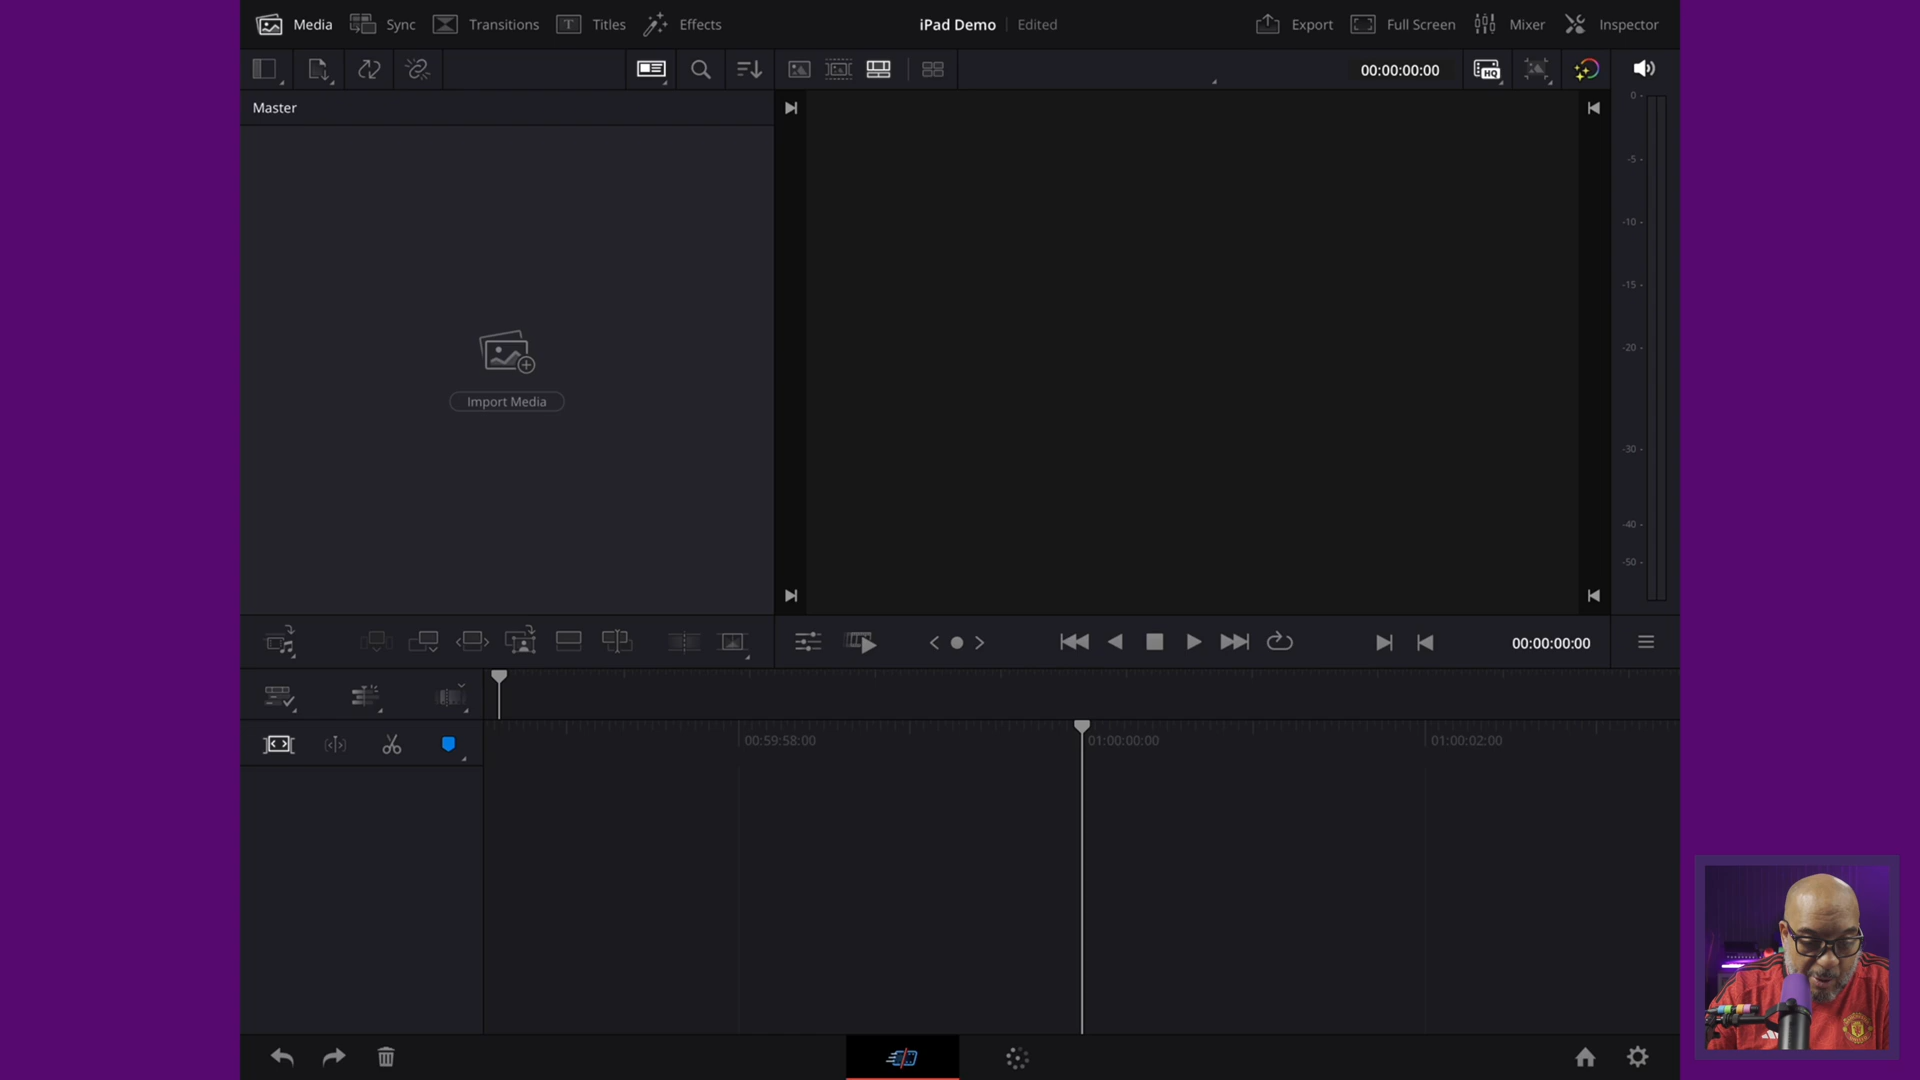 Media
Sync
Transitions
T Titles
Effects
iPad Demo
Edited
Export
Full Screen
Mixer
Inspector
00:00:00:00
HQ
Master
0
-5
-10
-15
-20
-30
-40
-50
Import Media
00:00:00:00
00:59:58:00
01:00:00:00
01:00:02:00